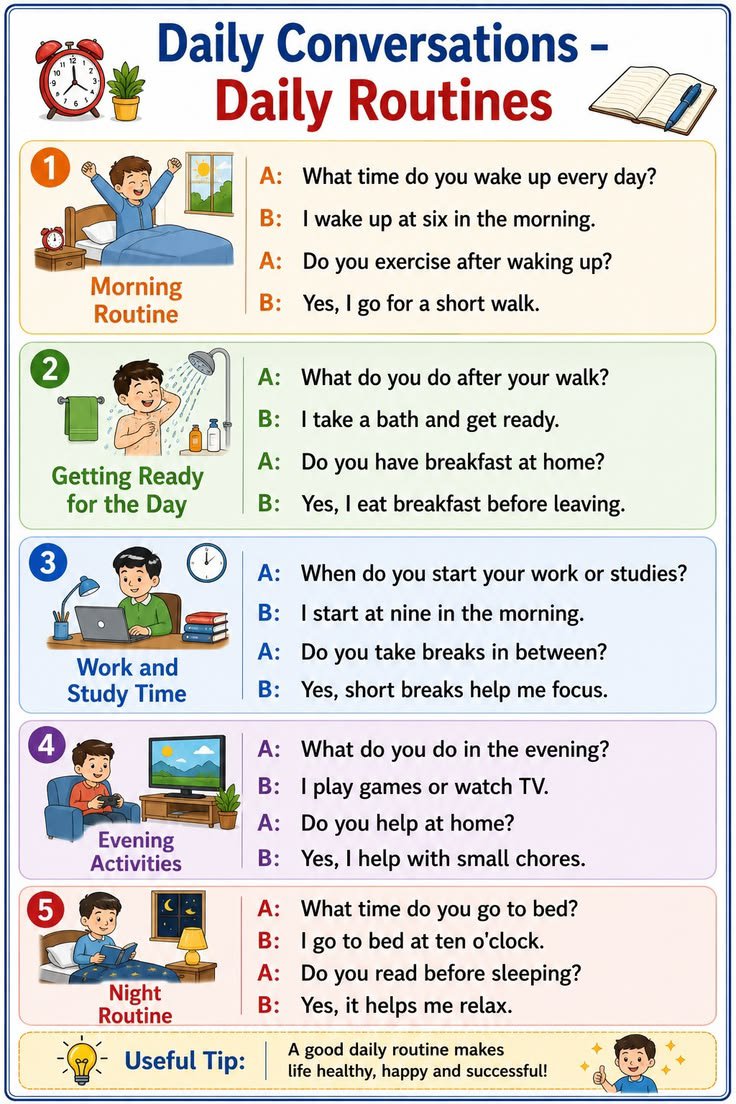 Daily Conversations –
Daily Routines
1
Morning
Routine
A: What time do you wake up every day?
B: I wake up at six in the morning.
A: Do you exercise after waking up?
B: Yes, I go for a short walk.
2
Getting Ready
for the Day
A: What do you do after your walk?
B: I take a bath and get ready.
A: Do you have breakfast at home?
B: Yes, I eat breakfast before leaving.
3
Work and
Study Time
A: When do you start your work or studies?
B: I start at nine in the morning.
A: Do you take breaks in between?
B: Yes, short breaks help me focus.
4
Evening
Activities
A: What do you do in the evening?
B: I play games or watch TV.
A: Do you help at home?
B: Yes, I help with small chores.
5
Night
Routine
A: What time do you go to bed?
B: I go to bed at ten o'clock.
A: Do you read before sleeping?
B: Yes, it helps me relax.
Useful Tip:
A good daily routine makes
life healthy, happy and successful!